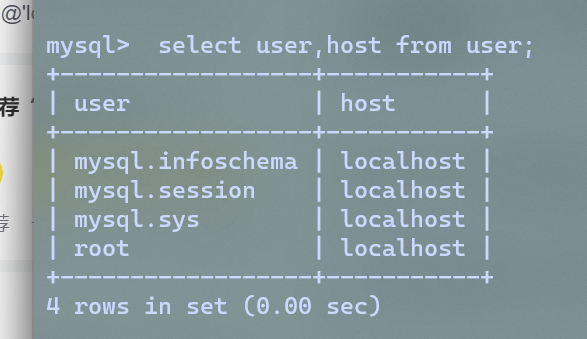 @'l
mysql>  select user,host from user;
+------------------+-----------+
| user             | host      |
+------------------+-----------+
| mysql.infoschema | localhost |
| mysql.session    | localhost |
| mysql.sys        | localhost |
| root             | localhost |
+------------------+-----------+
4 rows in set (0.00 sec)
荐
荐